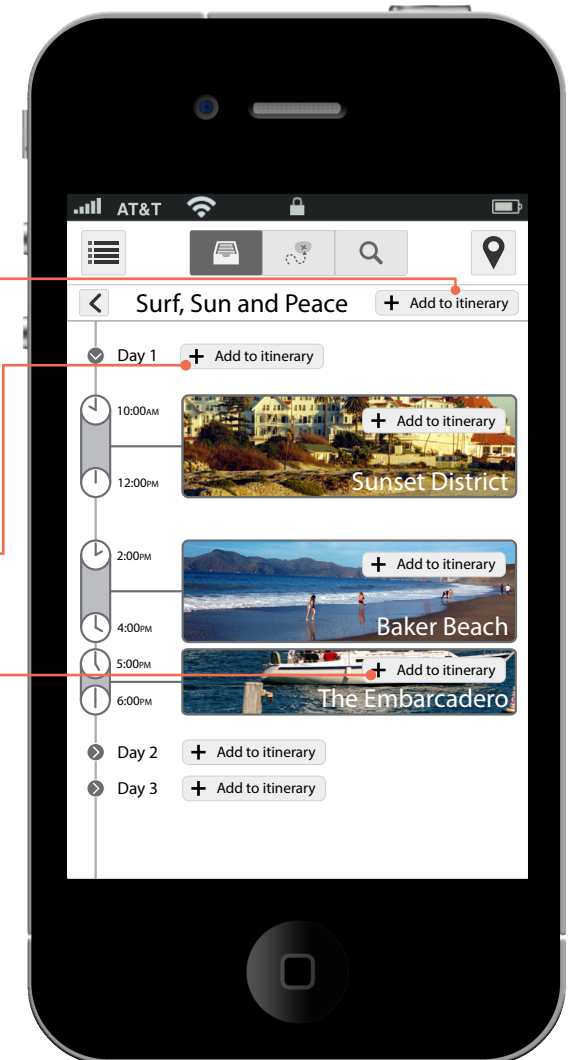 AT&T
Surf, Sun and Peace + Add to itinerary
Day 1 + Add to itinerary
10:00AM
+ Add to itinerary
12:00PM
Sunset District
2:00PM
+ Add to itinerary
4:00PM
Baker Beach
5:00PM
+ Add to itinerary
6:00PM
The Embarcadero
Day 2 + Add to itinerary
Day 3 + Add to itinerary